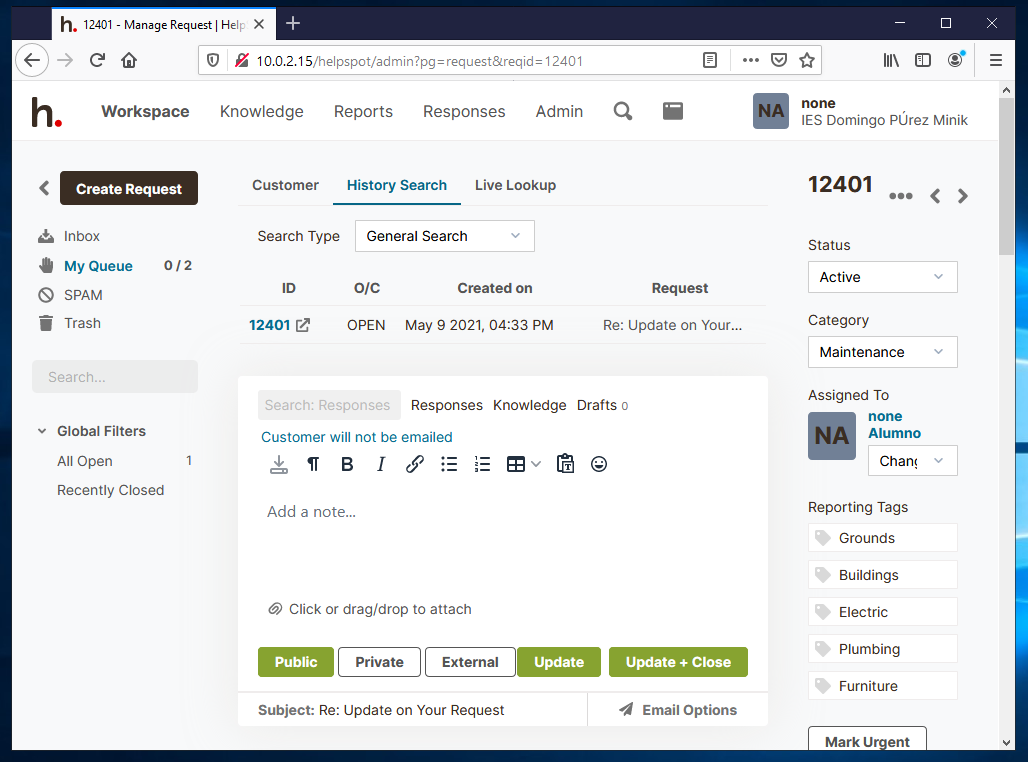 12401 - Manage Request | Help
10.0.2.15/helpspot/admin?pg=request&reqid=12401
h.
Workspace
Knowledge
Reports
Responses
Admin
NA
none
IES Domingo PÚrez Minik
Create Request
Inbox
My Queue 0 / 2
SPAM
Trash
Search...
Global Filters
All Open 1
Recently Closed
Customer
History Search
Live Lookup
Search Type
General Search
ID O/C Created on Request
12401 OPEN May 9 2021, 04:33 PM Re: Update on Your...
Search: Responses
Responses
Knowledge
Drafts 0
Customer will not be emailed
Add a note...
Click or drag/drop to attach
Public
Private
External
Update
Update + Close
Subject: Re: Update on Your Request
Email Options
12401
Status
Active
Category
Maintenance
Assigned To
NA
none
Alumno
Chang
Reporting Tags
Grounds
Buildings
Electric
Plumbing
Furniture
Mark Urgent